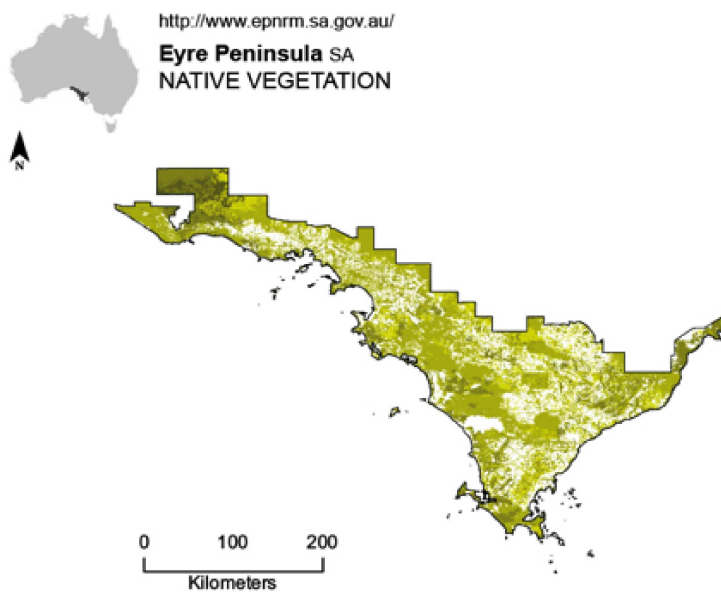 http://www.epnrm.sa.gov.au/
Eyre Peninsula SA
NATIVE VEGETATION
N
0 100 200
Kilometers